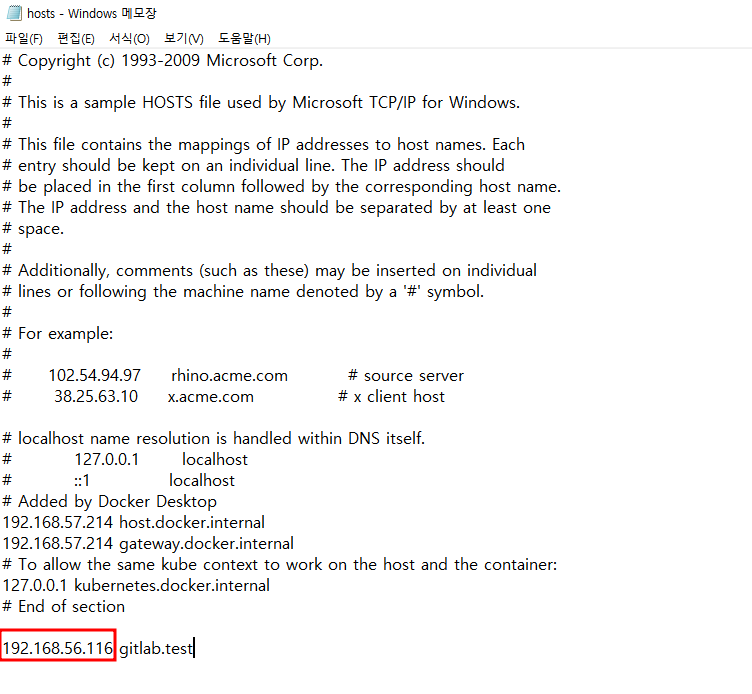 hosts - Windows 메모장
파일(F) 편집(E) 서식(O) 보기(V) 도움말(H)
# Copyright (c) 1993-2009 Microsoft Corp.
#
# This is a sample HOSTS file used by Microsoft TCP/IP for Windows.
#
# This file contains the mappings of IP addresses to host names. Each
# entry should be kept on an individual line. The IP address should
# be placed in the first column followed by the corresponding host name.
# The IP address and the host name should be separated by at least one
# space.
#
# Additionally, comments (such as these) may be inserted on individual
# lines or following the machine name denoted by a '#' symbol.
#
# For example:
#
#      102.54.94.97     rhino.acme.com          # source server
#       38.25.63.10     x.acme.com              # x client host

# localhost name resolution is handled within DNS itself.
#	127.0.0.1       localhost
#	::1             localhost
# Added by Docker Desktop
192.168.57.214 host.docker.internal
192.168.57.214 gateway.docker.internal
# To allow the same kube context to work on the host and the container:
127.0.0.1 kubernetes.docker.internal
# End of section

192.168.56.116 gitlab.test